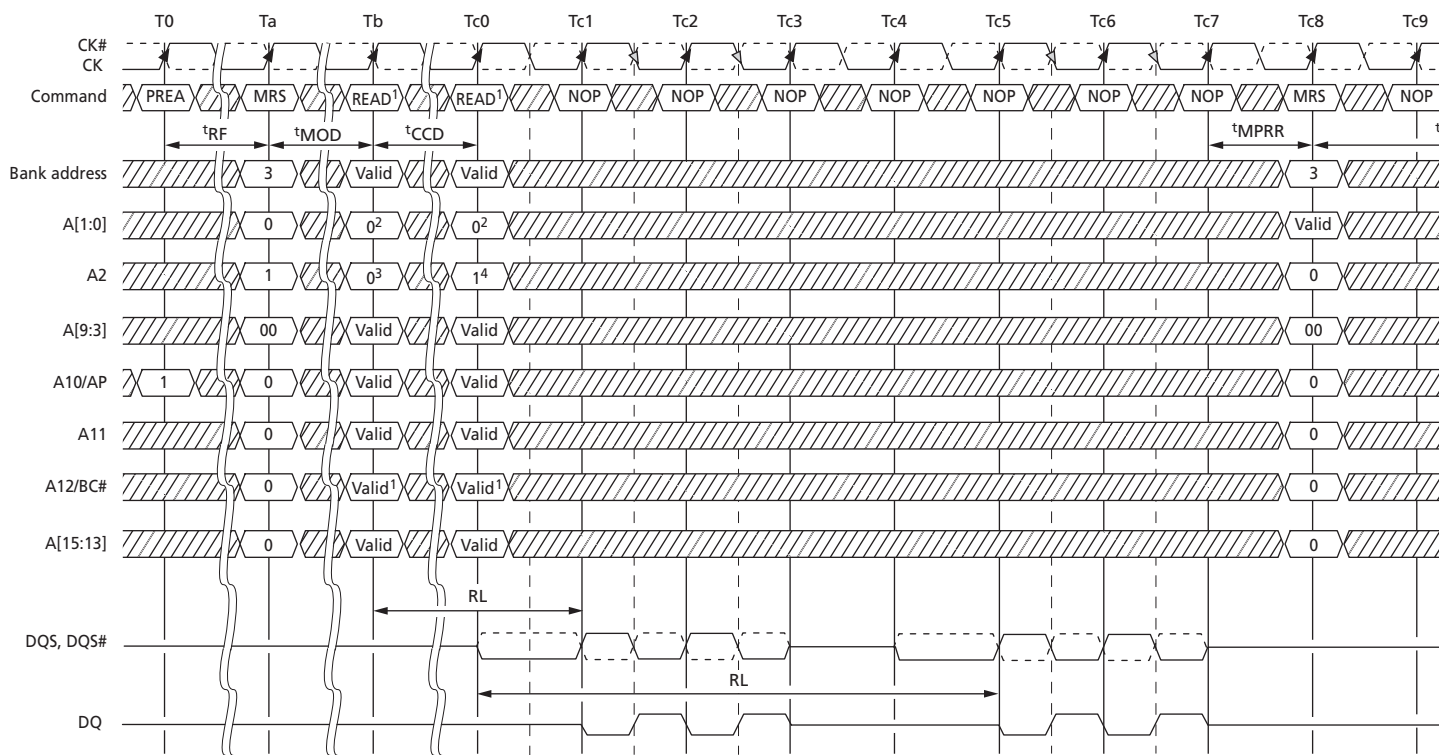 T0 Ta Tb Tc0 Tc1 Tc2 Tc3 Tc4 Tc5 Tc6 Tc7 Tc8 Tc9
CK#
CK
Command PREA MRS READ¹ READ¹ NOP NOP NOP NOP NOP NOP NOP MRS NOP
ᵗRF ᵗMOD ᵗCCD ᵗMPRR ᵗ
Bank address 3 Valid Valid 3
A[1:0] 0 0² 0² Valid
A2 1 0³ 1⁴ 0
A[9:3] 00 Valid Valid 00
A10/AP 1 0 Valid Valid 0
A11 0 Valid Valid 0
A12/BC# 0 Valid¹ Valid¹ 0
A[15:13] 0 Valid Valid 0
RL
DQS, DQS#
RL
DQ